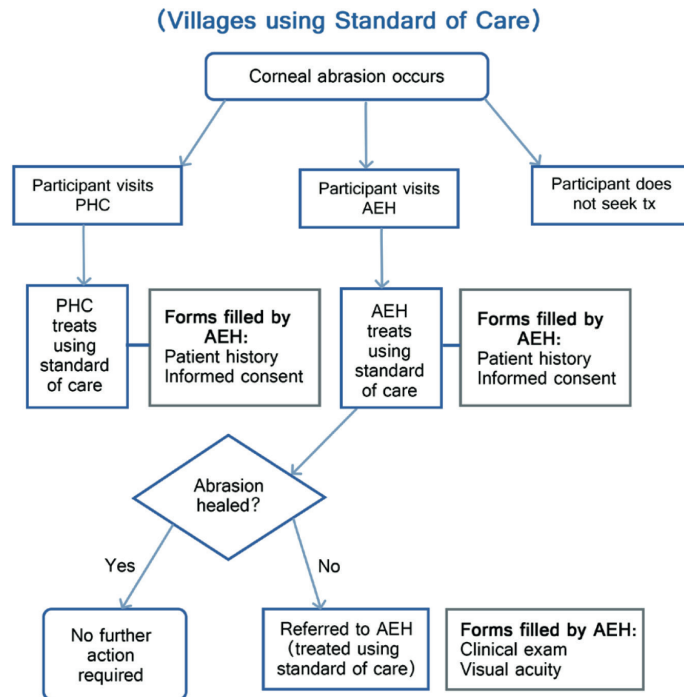 (Villages using Standard of Care)
Corneal abrasion occurs
Participant visits
PHC
Participant visits
AEH
Participant does
not seek tx
PHC
treats
using
standard
of care
Forms filled by
AEH:
Patient history
Informed consent
AEH
treats
using
standard
of care
Forms filled by
AEH:
Patient history
Informed consent
Abrasion
healed?
Yes
No
No further
action
required
Referred to AEH
(treated using
standard of care)
Forms filled by AEH:
Clinical exam
Visual acuity